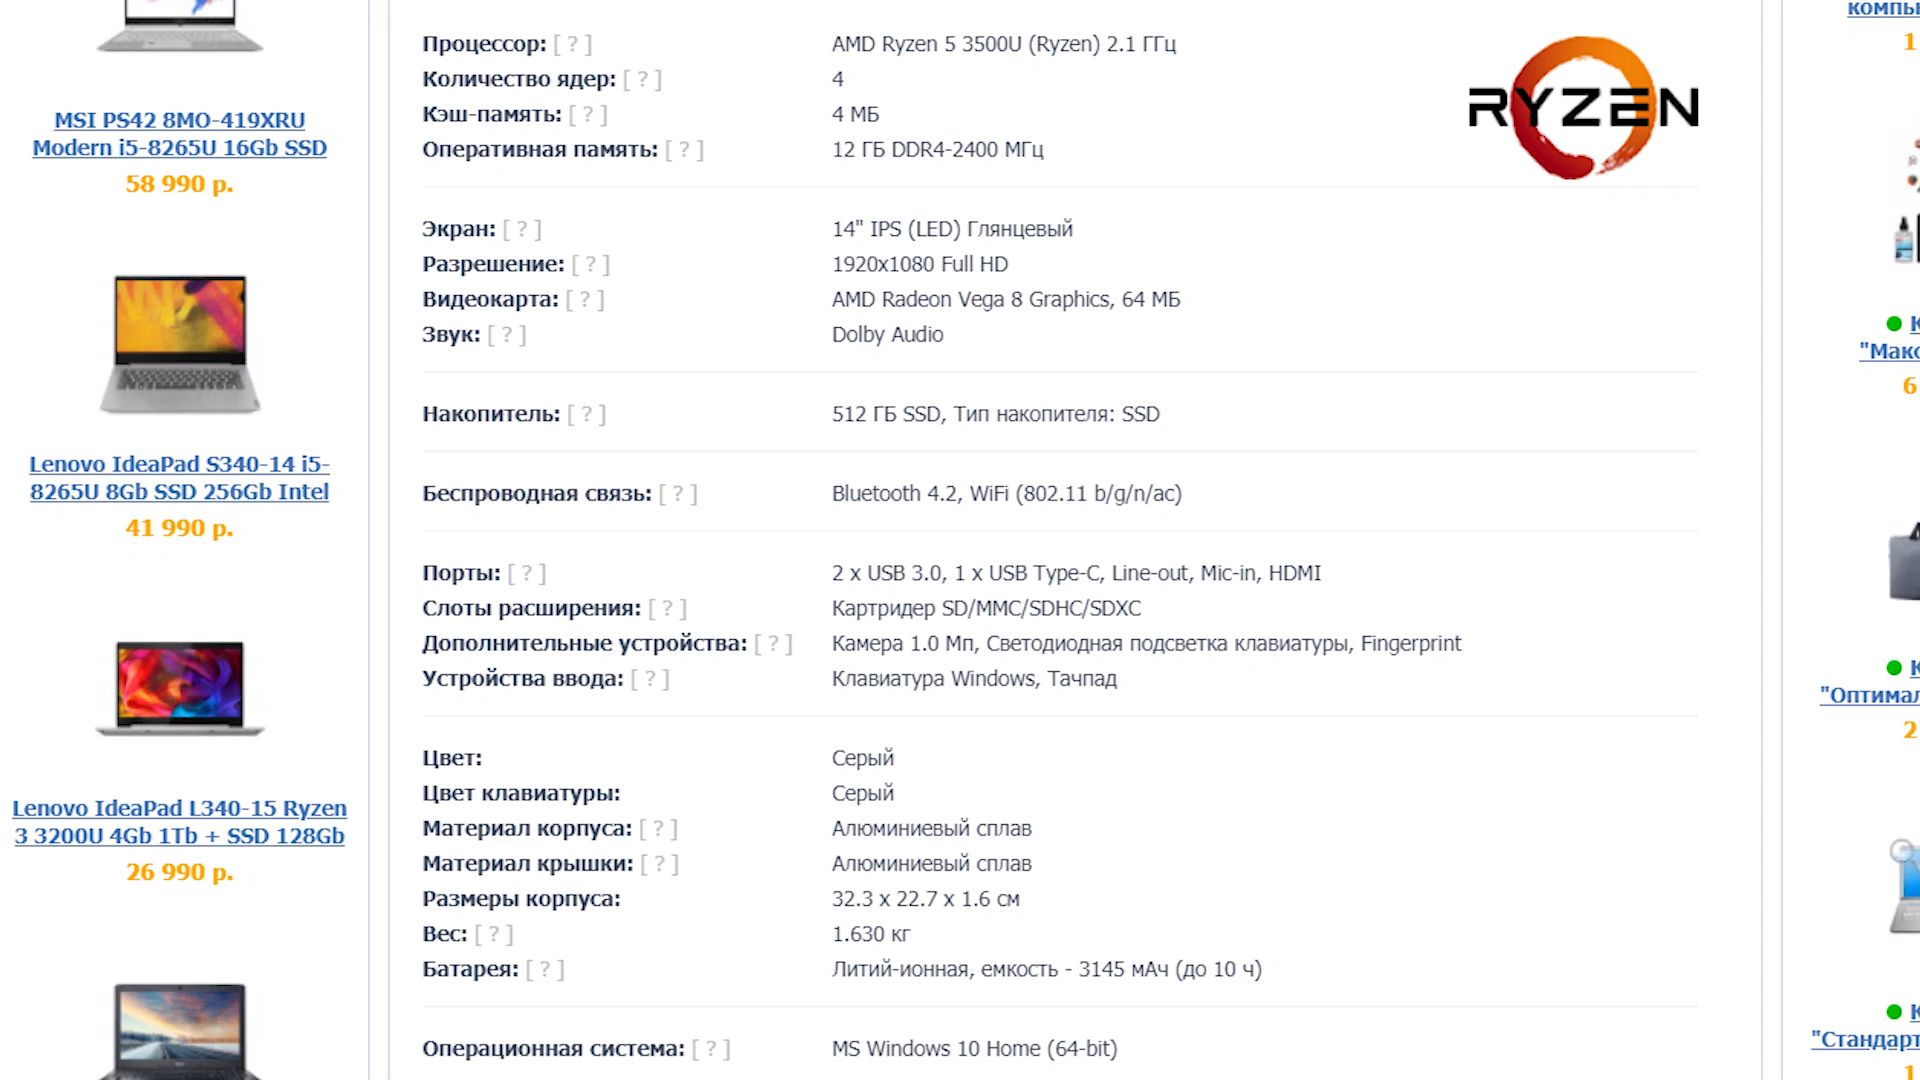 MSI PS42 8MO-419XRU
Modern i5-8265U 16Gb SSD
58 990 р.
Lenovo IdeaPad S340-14 i5-
8265U 8Gb SSD 256Gb Intel
41 990 р.
Lenovo IdeaPad L340-15 Ryzen
3 3200U 4Gb 1Tb + SSD 128Gb
26 990 р.
Процессор: [ ? ] AMD Ryzen 5 3500U (Ryzen) 2.1 ГГц
Количество ядер: [ ? ] 4
Кэш-память: [ ? ] 4 МБ
Оперативная память: [ ? ] 12 ГБ DDR4-2400 МГц
RYZEN
Экран: [ ? ] 14" IPS (LED) Глянцевый
Разрешение: [ ? ] 1920x1080 Full HD
Видеокарта: [ ? ] AMD Radeon Vega 8 Graphics, 64 МБ
Звук: [ ? ] Dolby Audio
Накопитель: [ ? ] 512 ГБ SSD, Тип накопителя: SSD
Беспроводная связь: [ ? ] Bluetooth 4.2, WiFi (802.11 b/g/n/ac)
Порты: [ ? ] 2 x USB 3.0, 1 x USB Type-C, Line-out, Mic-in, HDMI
Слоты расширения: [ ? ] Картридер SD/MMC/SDHC/SDXC
Дополнительные устройства: [ ? ] Камера 1.0 Мп, Светодиодная подсветка клавиатуры, Fingerprint
Устройства ввода: [ ? ] Клавиатура Windows, Тачпад
Цвет: Серый
Цвет клавиатуры: Серый
Материал корпуса: [ ? ] Алюминиевый сплав
Материал крышки: [ ? ] Алюминиевый сплав
Размеры корпуса: 32.3 x 22.7 x 1.6 см
Вес: [ ? ] 1.630 кг
Батарея: [ ? ] Литий-ионная, емкость - 3145 мАч (до 10 ч)
Операционная система: [ ? ] MS Windows 10 Home (64-bit)
1
6
2
1